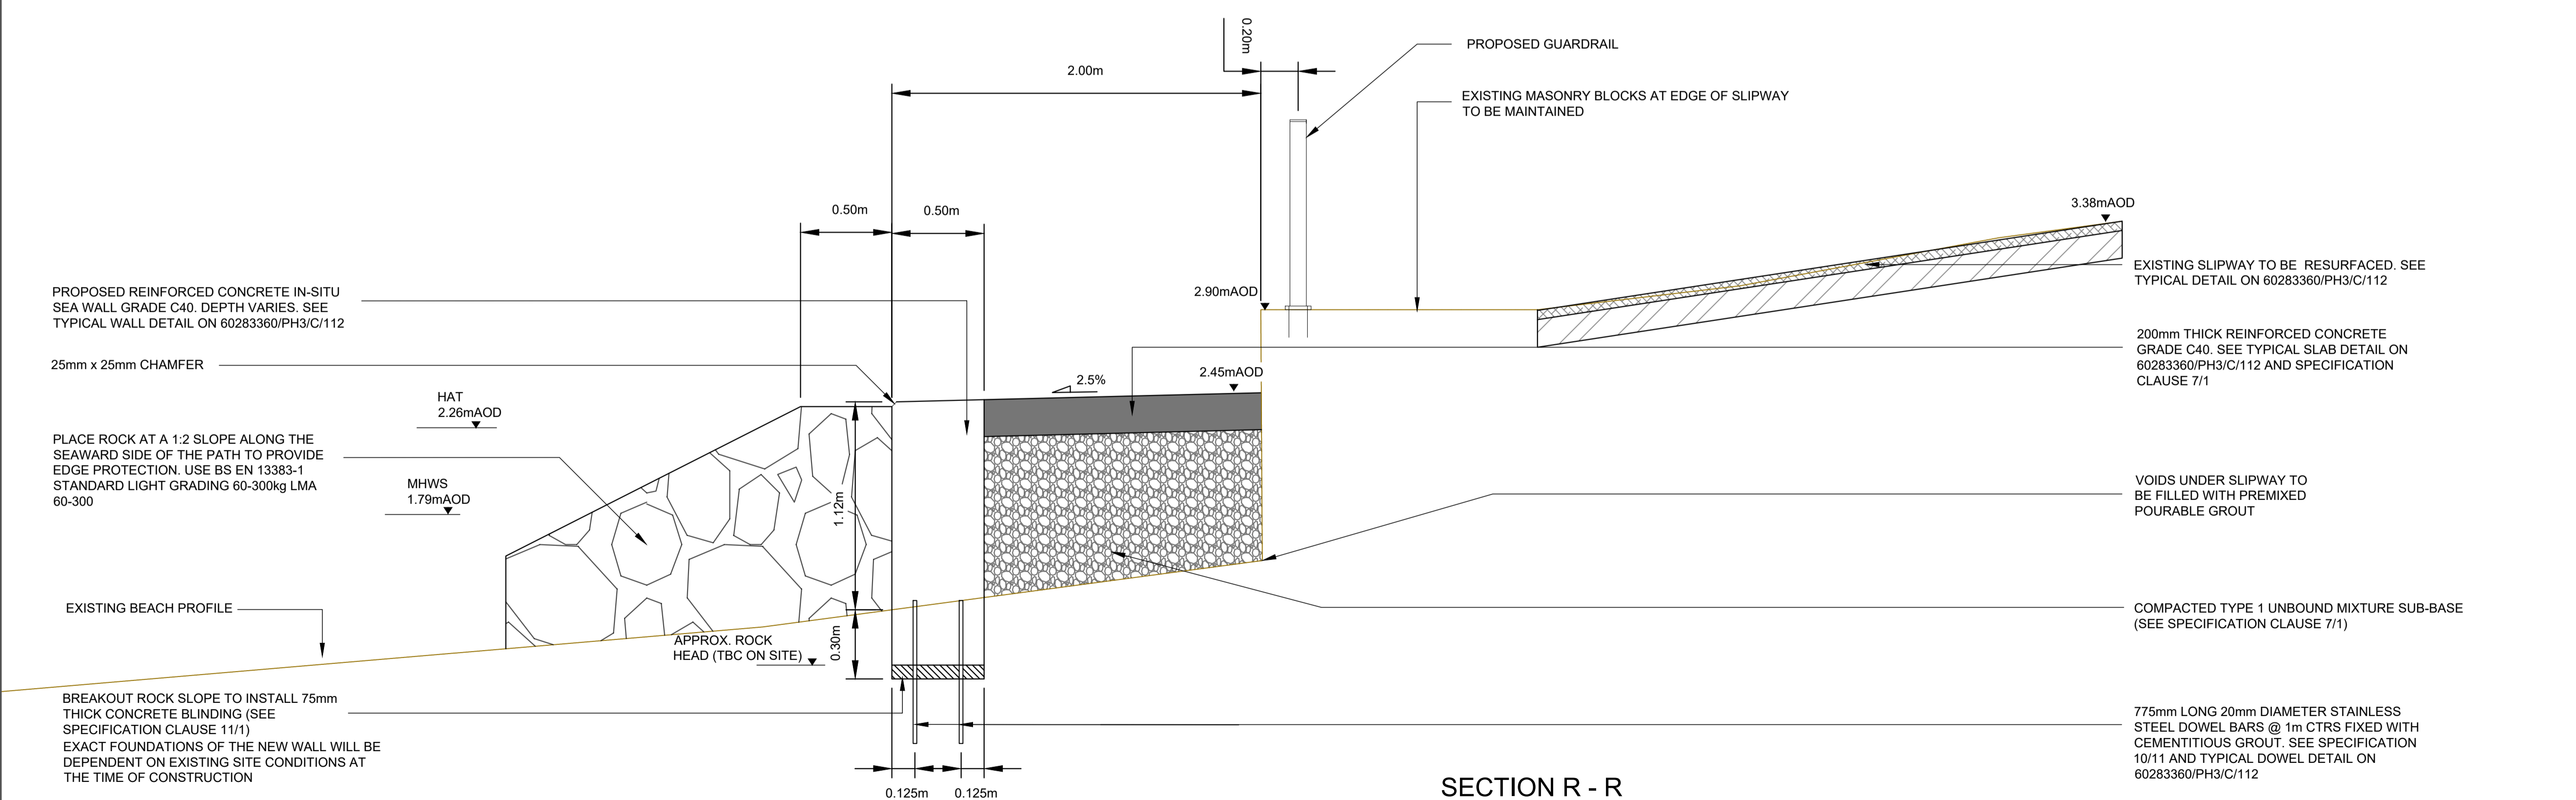 0.20m
PROPOSED GUARDRAIL
2.00m
EXISTING MASONRY BLOCKS AT EDGE OF SLIPWAY
TO BE MAINTAINED
0.50m
0.50m
3.38mAOD
PROPOSED REINFORCED CONCRETE IN-SITU
SEA WALL GRADE C40. DEPTH VARIES. SEE
TYPICAL WALL DETAIL ON 60283360/PH3/C/112
2.90mAOD
EXISTING SLIPWAY TO BE RESURFACED. SEE
TYPICAL DETAIL ON 60283360/PH3/C/112
25mm x 25mm CHAMFER
2.5%
2.45mAOD
200mm THICK REINFORCED CONCRETE
GRADE C40. SEE TYPICAL SLAB DETAIL ON
60283360/PH3/C/112 AND SPECIFICATION
CLAUSE 7/1
HAT
2.26mAOD
PLACE ROCK AT A 1:2 SLOPE ALONG THE
SEAWARD SIDE OF THE PATH TO PROVIDE
EDGE PROTECTION. USE BS EN 13383-1
STANDARD LIGHT GRADING 60-300kg LMA
60-300
MHWS
1.79mAOD
1.12m
VOIDS UNDER SLIPWAY TO
BE FILLED WITH PREMIXED
POURABLE GROUT
EXISTING BEACH PROFILE
APPROX. ROCK
HEAD (TBC ON SITE)
0.30m
COMPACTED TYPE 1 UNBOUND MIXTURE SUB-BASE
(SEE SPECIFICATION CLAUSE 7/1)
BREAKOUT ROCK SLOPE TO INSTALL 75mm
THICK CONCRETE BLINDING (SEE
SPECIFICATION CLAUSE 11/1)
EXACT FOUNDATIONS OF THE NEW WALL WILL BE
DEPENDENT ON EXISTING SITE CONDITIONS AT
THE TIME OF CONSTRUCTION
775mm LONG 20mm DIAMETER STAINLESS
STEEL DOWEL BARS @ 1m CTRS FIXED WITH
CEMENTITIOUS GROUT. SEE SPECIFICATION
10/11 AND TYPICAL DOWEL DETAIL ON
60283360/PH3/C/112
0.125m
0.125m
SECTION R - R